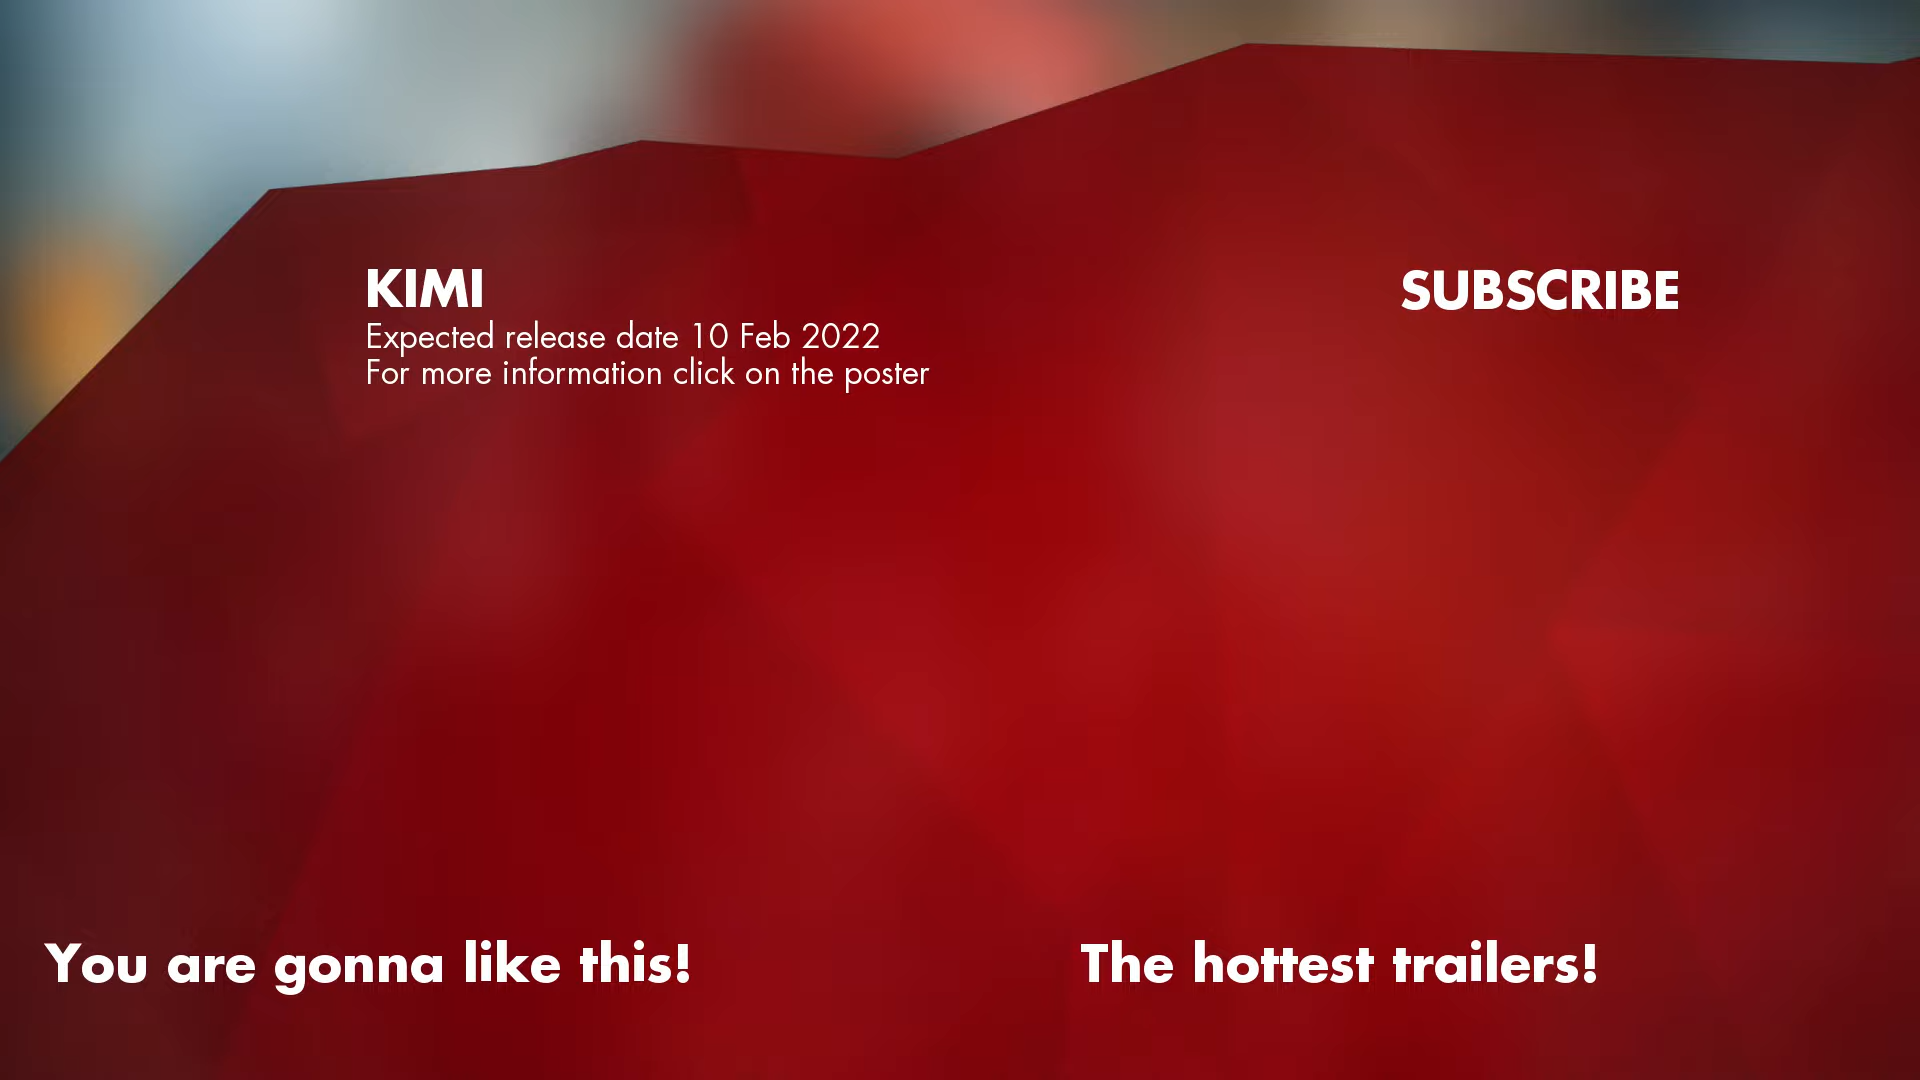 KIMI
Expected release date 10 Feb 2022
For more information click on the poster
SUBSCRIBE
You are gonna like this!
The hottest trailers!